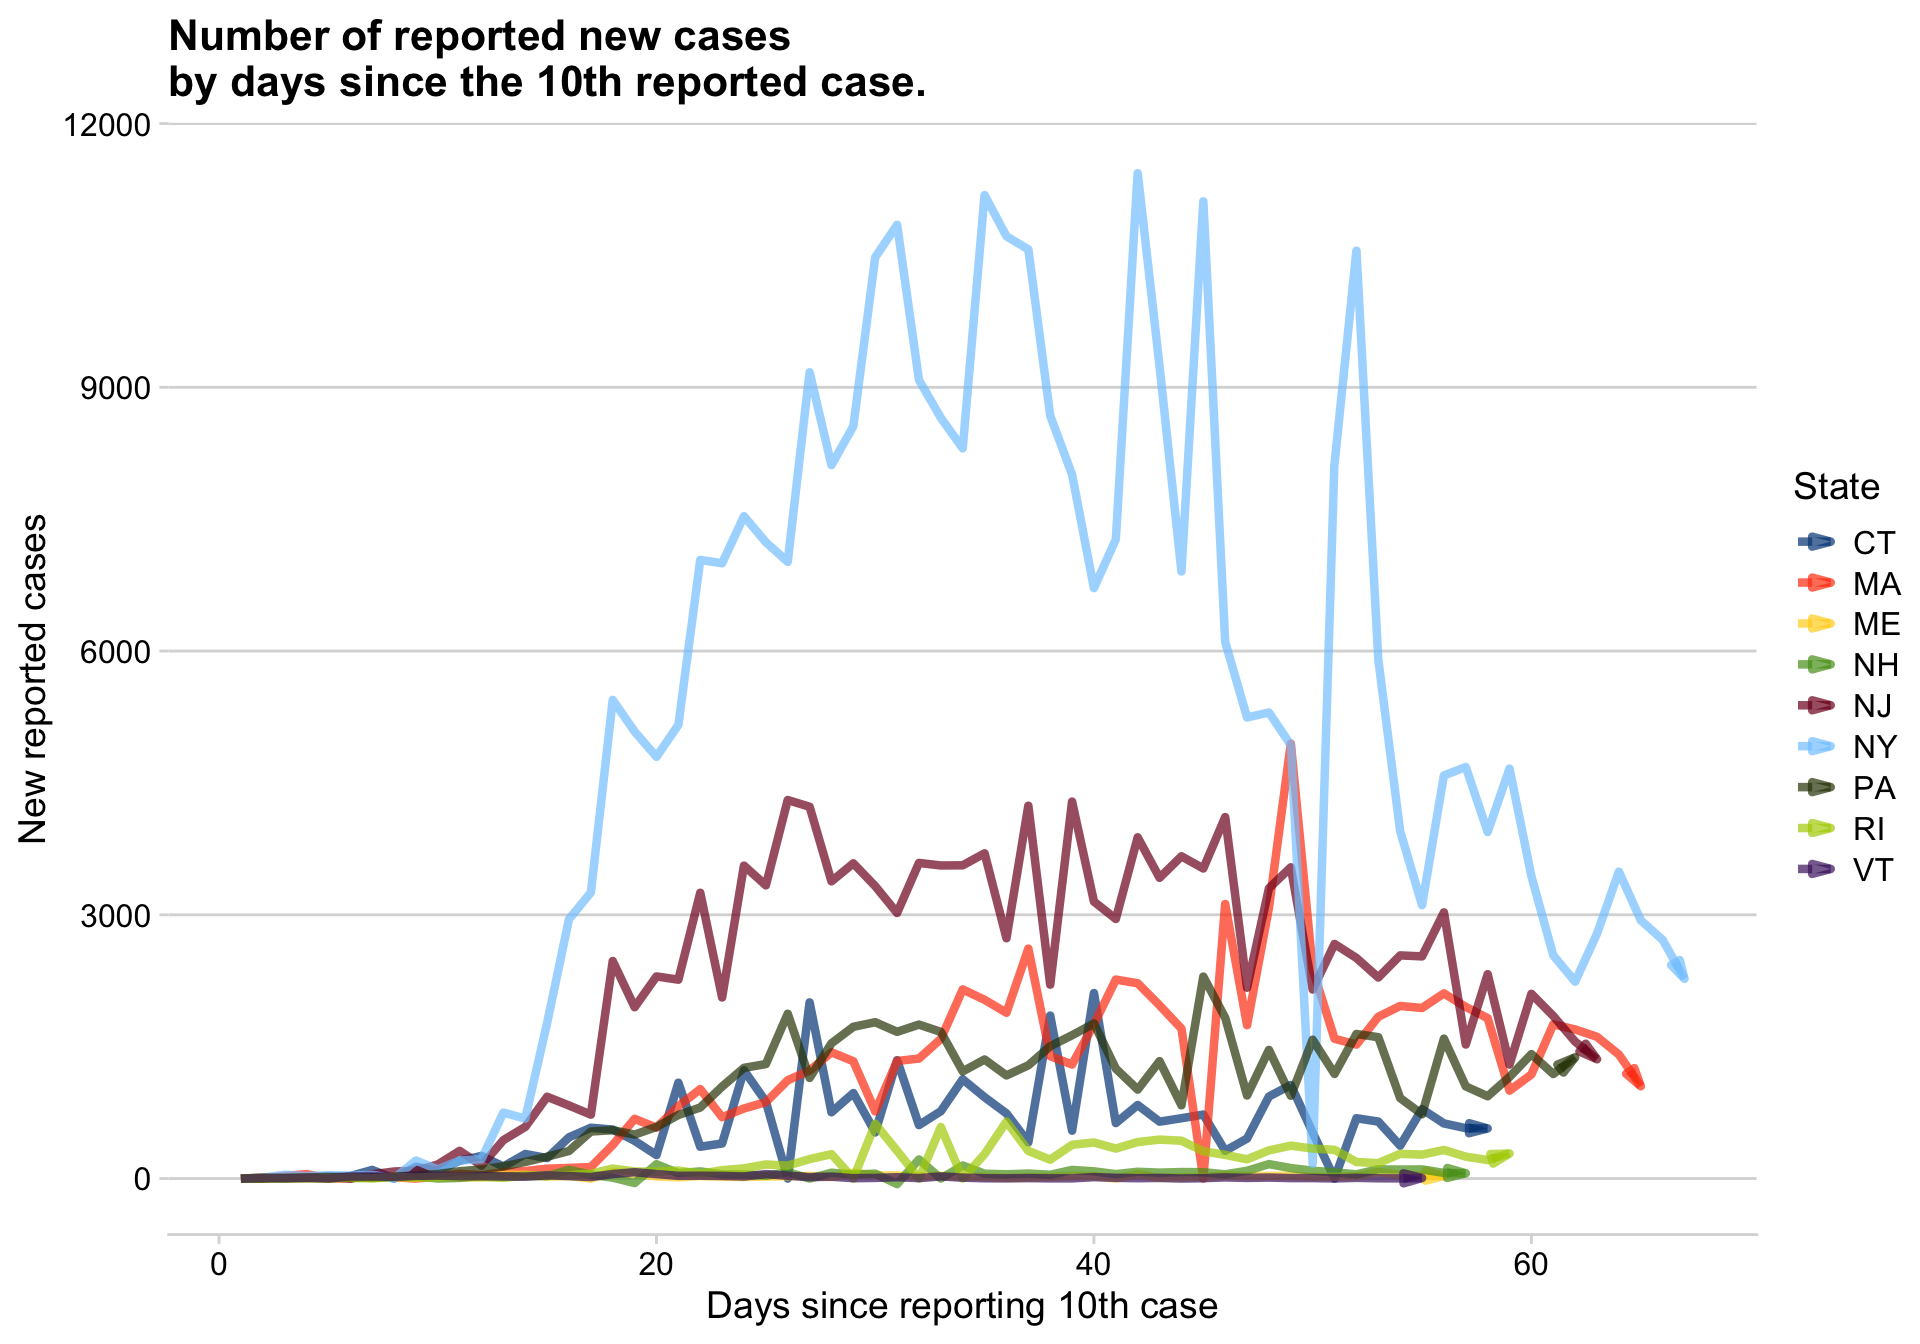 Number of reported new cases
by days since the 10th reported case.
12000
9000
6000
3000
0
New reported cases
0 20 40 60
Days since reporting 10th case
State
CT
MA
ME
NH
NJ
NY
PA
RI
VT